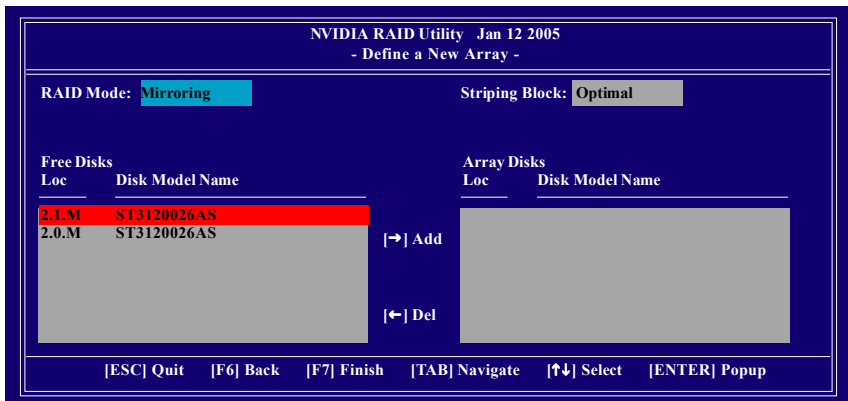 NVIDIA RAID Utility Jan 12 2005
- Define a New Array -
RAID Mode: Mirroring
Striping Block: Optimal
Free Disks
Loc Disk Model Name
2.1.M ST3120026AS
2.0.M ST3120026AS
[→] Add
[←] Del
Array Disks
Loc Disk Model Name
[ESC] Quit [F6] Back [F7] Finish [TAB] Navigate [↑↓] Select [ENTER] Popup